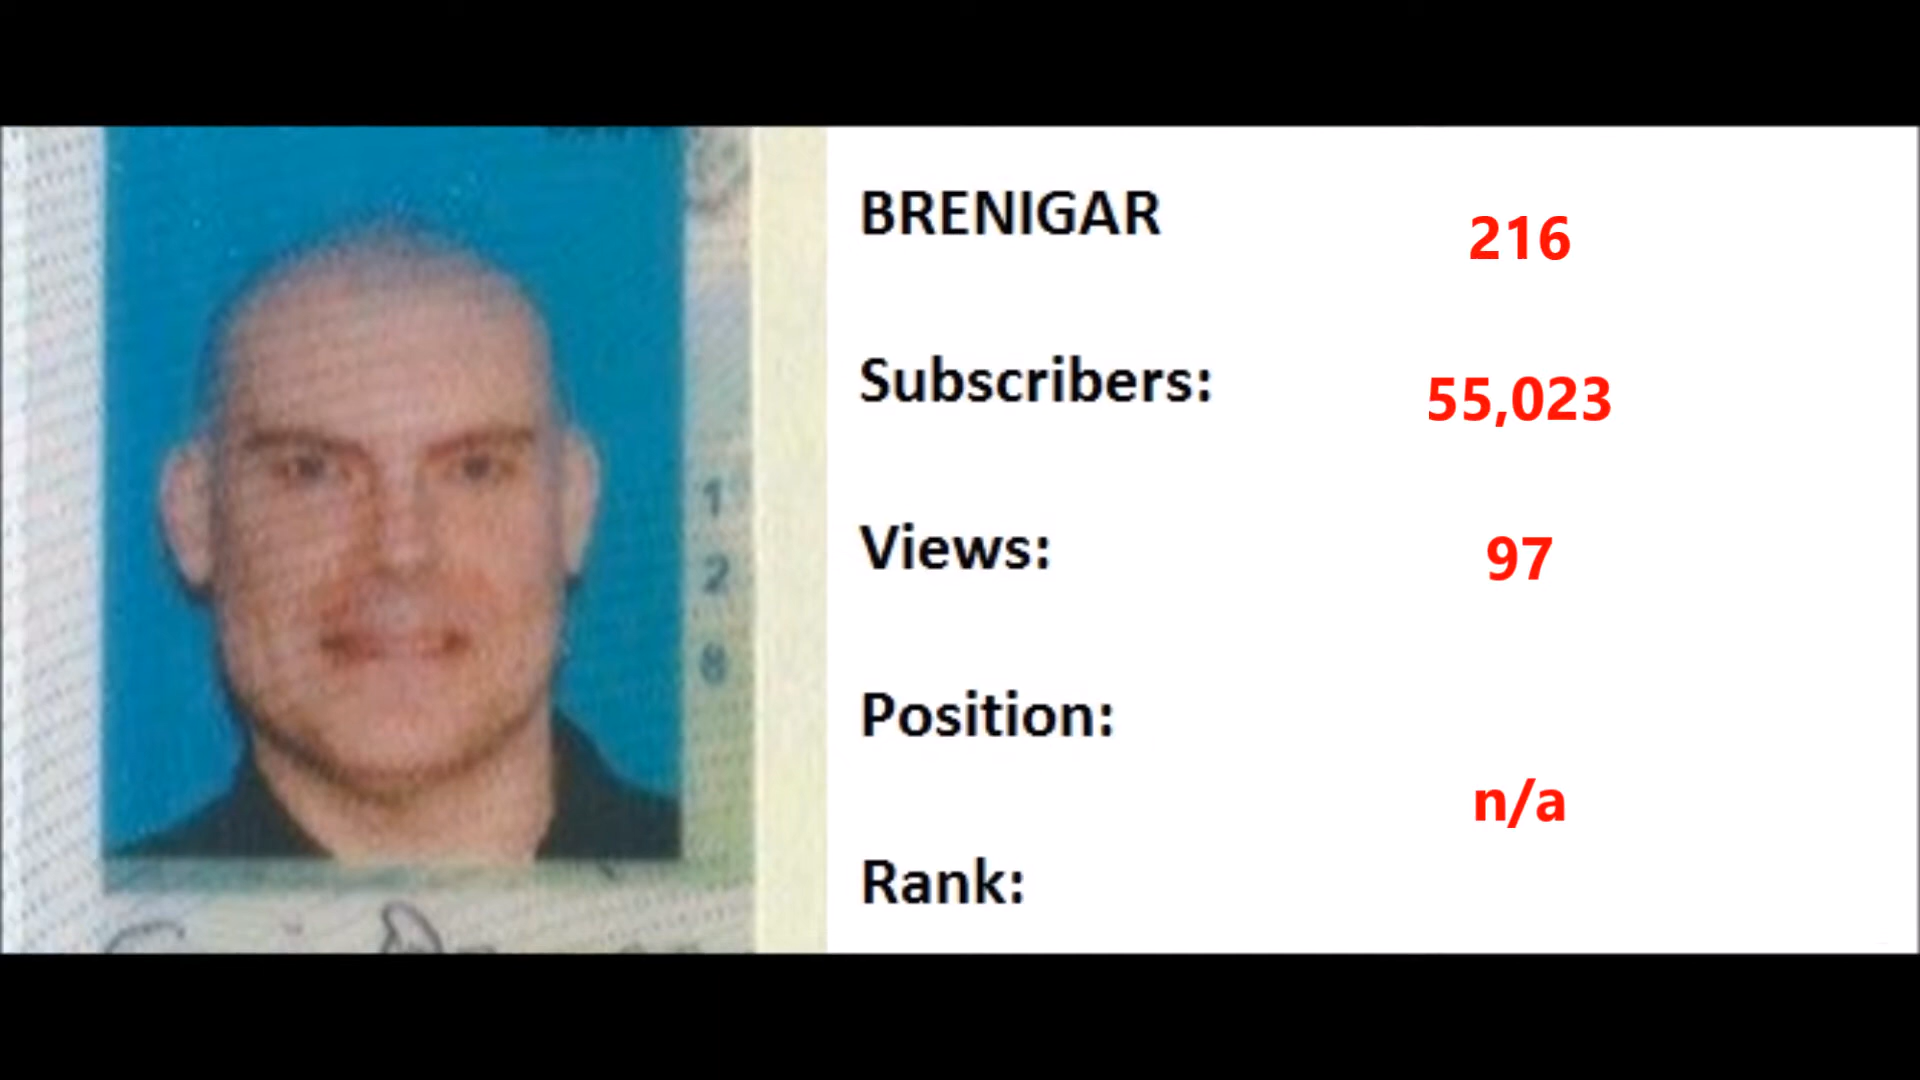 BRENIGAR
216
Subscribers:
55,023
Views:
97
Position:
n/a
Rank:
1
2
8